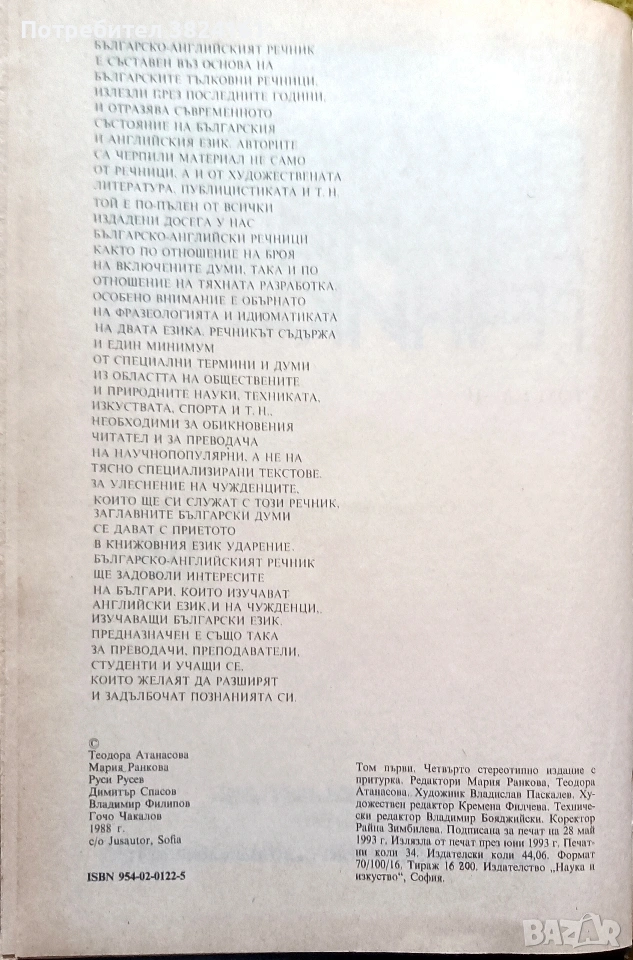 Потребител 382
БЪЛГАРСКО-АНГЛИЙСКИЯТ РЕЧНИК
Е СЪСТАВЕН ВЪЗ ОСНОВА НА
БЪЛГАРСКИТЕ ТЪЛКОВНИ РЕЧНИЦИ,
ИЗЛЕЗЛИ ПРЕЗ ПОСЛЕДНИТЕ ГОДИНИ,
И ОТРАЗЯВА СЪВРЕМЕННОТО
СЪСТОЯНИЕ НА БЪЛГАРСКИЯ
И АНГЛИЙСКИЯ ЕЗИК. АВТОРИТЕ
СА ЧЕРПИЛИ МАТЕРИАЛ НЕ САМО
ОТ РЕЧНИЦИ, А И ОТ ХУДОЖЕСТВЕНАТА
ЛИТЕРАТУРА, ПУБЛИЦИСТИКАТА И Т. Н.
ТОЙ Е ПО-ПЪЛЕН ОТ ВСИЧКИ
ИЗДАДЕНИ ДОСЕГА У НАС
БЪЛГАРСКО-АНГЛИЙСКИ РЕЧНИЦИ
КАКТО ПО ОТНОШЕНИЕ НА БРОЯ
НА ВКЛЮЧЕНИТЕ ДУМИ, ТАКА И ПО
ОТНОШЕНИЕ НА ТЯХНАТА РАЗРАБОТКА.
ОСОБЕНО ВНИМАНИЕ Е ОБЪРНАТО
НА ФРАЗЕОЛОГИЯТА И ИДИОМАТИКАТА
НА ДВАТА ЕЗИКА. РЕЧНИКЪТ СЪДЪРЖА
И ЕДИН МИНИМУМ
ОТ СПЕЦИАЛНИ ТЕРМИНИ И ДУМИ
ИЗ ОБЛАСТТА НА ОБЩЕСТВЕНИТЕ
И ПРИРОДНИТЕ НАУКИ, ТЕХНИКАТА,
ИЗКУСТВАТА, СПОРТА И Т. Н.,
НЕОБХОДИМИ ЗА ОБИКНОВЕНИЯ
ЧИТАТЕЛ И ЗА ПРЕВОДАЧА
НА НАУЧНОПОПУЛЯРНИ, А НЕ НА
ТЯСНО СПЕЦИАЛИЗИРАНИ ТЕКСТОВЕ.
ЗА УЛЕСНЕНИЕ НА ЧУЖДЕНЦИТЕ,
КОИТО ЩЕ СИ СЛУЖАТ С ТОЗИ РЕЧНИК,
ЗАГЛАВНИТЕ БЪЛГАРСКИ ДУМИ
СЕ ДАВАТ С ПРИЕТОТО
В КНИЖОВНИЯ ЕЗИК УДАРЕНИЕ.
БЪЛГАРСКО-АНГЛИЙСКИЯТ РЕЧНИК
ЩЕ ЗАДОВОЛИ ИНТЕРЕСИТЕ
НА БЪЛГАРИ, КОИТО ИЗУЧАВАТ
АНГЛИЙСКИ ЕЗИК, И НА ЧУЖДЕНЦИ,
ИЗУЧАВАЩИ БЪЛГАРСКИ ЕЗИК.
ПРЕДНАЗНАЧЕН Е СЪЩО ТАКА
ЗА ПРЕВОДАЧИ, ПРЕПОДАВАТЕЛИ,
СТУДЕНТИ И УЧАЩИ СЕ,
КОИТО ЖЕЛАЯТ ДА РАЗШИРЯТ
И ЗАДЪЛБОЧАТ ПОЗНАНИЯТА СИ.
©
Теодора Атанасова
Мария Ранкова
Руси Русев
Димитър Спасов
Владимир Филипов
Гочо Чакалов
1988 г.
c/o Jusautor, Sofia
ISBN 954-02-0122-5
Том първи. Четвърто стереотипно издание с
притурка. Редактори Мария Ранкова, Теодора
Атанасова. Художник Владислав Паскалев. Ху-
дожествен редактор Кремена Филчева. Техниче-
ски редактор Владимир Бояджийски. Коректор
Райна Зимбилева. Подписана за печат на 28 май
1993 г. Излязла от печат през юни 1993 г. Печат-
ни коли 34. Издателски коли 44,06. Формат
70/100/16. Тираж 16 200. Издателство „Наука и
изкуство“, София.
BAZAR